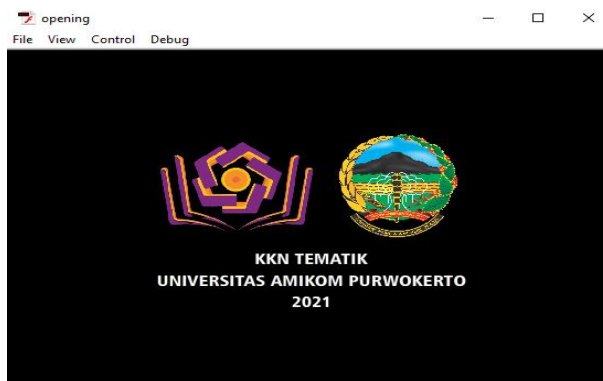 opening
File View Control Debug
KKN TEMATIK
UNIVERSITAS AMIKOM PURWOKERTO
2021